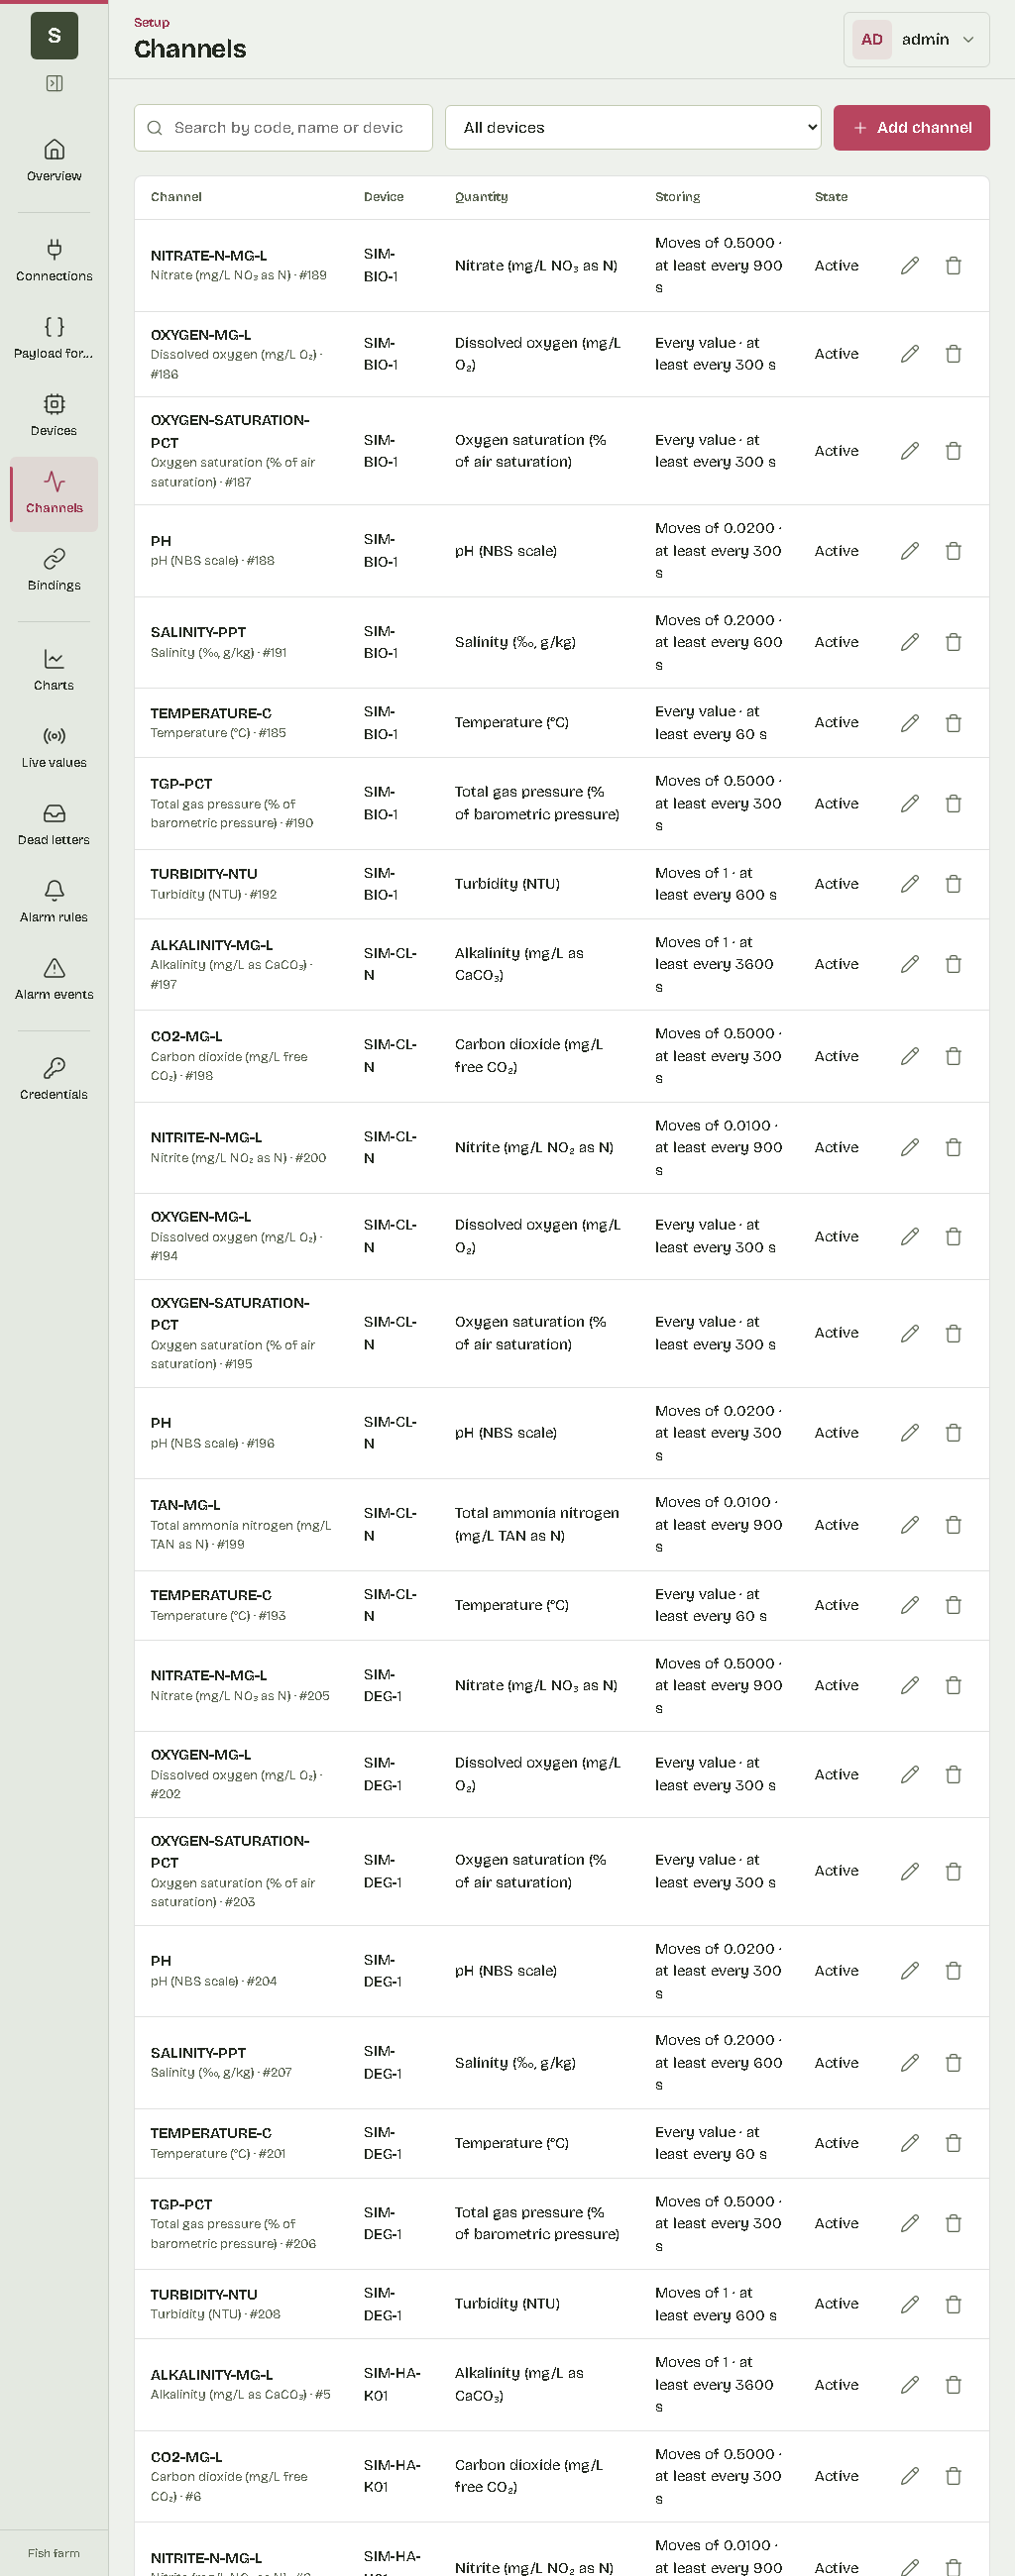 S
Setup
Channels
AD admin
Overview
Connections
Payload for...
Devices
Channels
Bindings
Charts
Live values
Dead letters
Alarm rules
Alarm events
Credentials
Fish farm
Search by code, name or devic
All devices
Add channel
Channel Device Quantity Storing State
NITRATE-N-MG-L
Nitrate (mg/L NO₃ as N) · #189
SIM-
BIO-1
Nitrate (mg/L NO₃ as N)
Moves of 0.5000 ·
at least every 900
s
Active
OXYGEN-MG-L
Dissolved oxygen (mg/L O₂) ·
#186
SIM-
BIO-1
Dissolved oxygen (mg/L
O₂)
Every value · at
least every 300 s
Active
OXYGEN-SATURATION-
PCT
Oxygen saturation (% of air
saturation) · #187
SIM-
BIO-1
Oxygen saturation (%
of air saturation)
Every value · at
least every 300 s
Active
PH
pH (NBS scale) · #188
SIM-
BIO-1
pH (NBS scale)
Moves of 0.0200 ·
at least every 300
s
Active
SALINITY-PPT
Salinity (‰, g/kg) · #191
SIM-
BIO-1
Salinity (‰, g/kg)
Moves of 0.2000 ·
at least every 600
s
Active
TEMPERATURE-C
Temperature (°C) · #185
SIM-
BIO-1
Temperature (°C)
Every value · at
least every 60 s
Active
TGP-PCT
Total gas pressure (% of
barometric pressure) · #190
SIM-
BIO-1
Total gas pressure (%
of barometric pressure)
Moves of 0.5000 ·
at least every 300
s
Active
TURBIDITY-NTU
Turbidity (NTU) · #192
SIM-
BIO-1
Turbidity (NTU)
Moves of 1 · at
least every 600 s
Active
ALKALINITY-MG-L
Alkalinity (mg/L as CaCO₃) ·
#197
SIM-CL-
N
Alkalinity (mg/L as
CaCO₃)
Moves of 1 · at
least every 3600
s
Active
CO2-MG-L
Carbon dioxide (mg/L free
CO₂) · #198
SIM-CL-
N
Carbon dioxide (mg/L
free CO₂)
Moves of 0.5000 ·
at least every 300
s
Active
NITRITE-N-MG-L
Nitrite (mg/L NO₂ as N) · #200
SIM-CL-
N
Nitrite (mg/L NO₂ as N)
Moves of 0.0100 ·
at least every 900
s
Active
OXYGEN-MG-L
Dissolved oxygen (mg/L O₂) ·
#194
SIM-CL-
N
Dissolved oxygen (mg/L
O₂)
Every value · at
least every 300 s
Active
OXYGEN-SATURATION-
PCT
Oxygen saturation (% of air
saturation) · #195
SIM-CL-
N
Oxygen saturation (%
of air saturation)
Every value · at
least every 300 s
Active
PH
pH (NBS scale) · #196
SIM-CL-
N
pH (NBS scale)
Moves of 0.0200 ·
at least every 300
s
Active
TAN-MG-L
Total ammonia nitrogen (mg/L
TAN as N) · #199
SIM-CL-
N
Total ammonia nitrogen
(mg/L TAN as N)
Moves of 0.0100 ·
at least every 900
s
Active
TEMPERATURE-C
Temperature (°C) · #193
SIM-CL-
N
Temperature (°C)
Every value · at
least every 60 s
Active
NITRATE-N-MG-L
Nitrate (mg/L NO₃ as N) · #205
SIM-
DEG-1
Nitrate (mg/L NO₃ as N)
Moves of 0.5000 ·
at least every 900
s
Active
OXYGEN-MG-L
Dissolved oxygen (mg/L O₂) ·
#202
SIM-
DEG-1
Dissolved oxygen (mg/L
O₂)
Every value · at
least every 300 s
Active
OXYGEN-SATURATION-
PCT
Oxygen saturation (% of air
saturation) · #203
SIM-
DEG-1
Oxygen saturation (%
of air saturation)
Every value · at
least every 300 s
Active
PH
pH (NBS scale) · #204
SIM-
DEG-1
pH (NBS scale)
Moves of 0.0200 ·
at least every 300
s
Active
SALINITY-PPT
Salinity (‰, g/kg) · #207
SIM-
DEG-1
Salinity (‰, g/kg)
Moves of 0.2000 ·
at least every 600
s
Active
TEMPERATURE-C
Temperature (°C) · #201
SIM-
DEG-1
Temperature (°C)
Every value · at
least every 60 s
Active
TGP-PCT
Total gas pressure (% of
barometric pressure) · #206
SIM-
DEG-1
Total gas pressure (%
of barometric pressure)
Moves of 0.5000 ·
at least every 300
s
Active
TURBIDITY-NTU
Turbidity (NTU) · #208
SIM-
DEG-1
Turbidity (NTU)
Moves of 1 · at
least every 600 s
Active
ALKALINITY-MG-L
Alkalinity (mg/L as CaCO₃) · #5
SIM-HA-
K01
Alkalinity (mg/L as
CaCO₃)
Moves of 1 · at
least every 3600
s
Active
CO2-MG-L
Carbon dioxide (mg/L free
CO₂) · #6
SIM-HA-
K01
Carbon dioxide (mg/L
free CO₂)
Moves of 0.5000 ·
at least every 300
s
Active
NITRITE-N-MG-L
SIM-HA-
Nitrite (mg/L NO₂ as N)
Moves of 0.0100 ·
at least every 900
Active